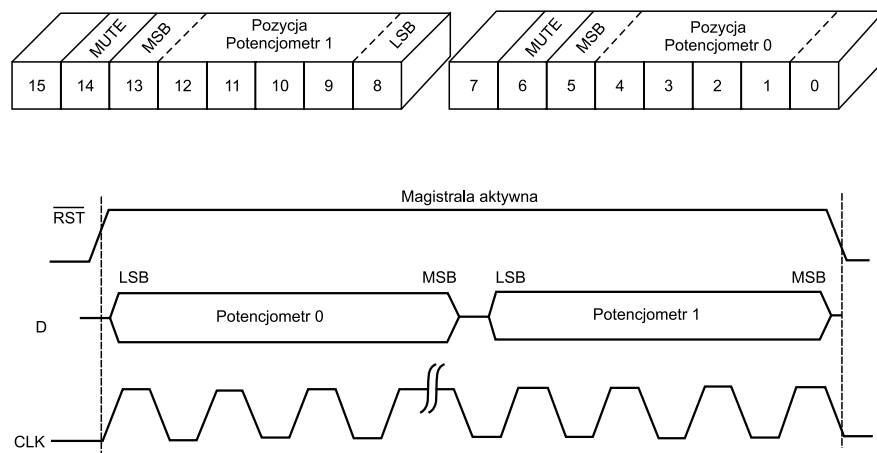 MUTE MSB Pozycja Potencjometr 1 LSB
15 14 13 12 11 10 9 8
MUTE MSB Pozycja Potencjometr 0
7 6 5 4 3 2 1 0
Magistrala aktywna
RST
LSB MSB LSB MSB
D Potencjometr 0 Potencjometr 1
CLK